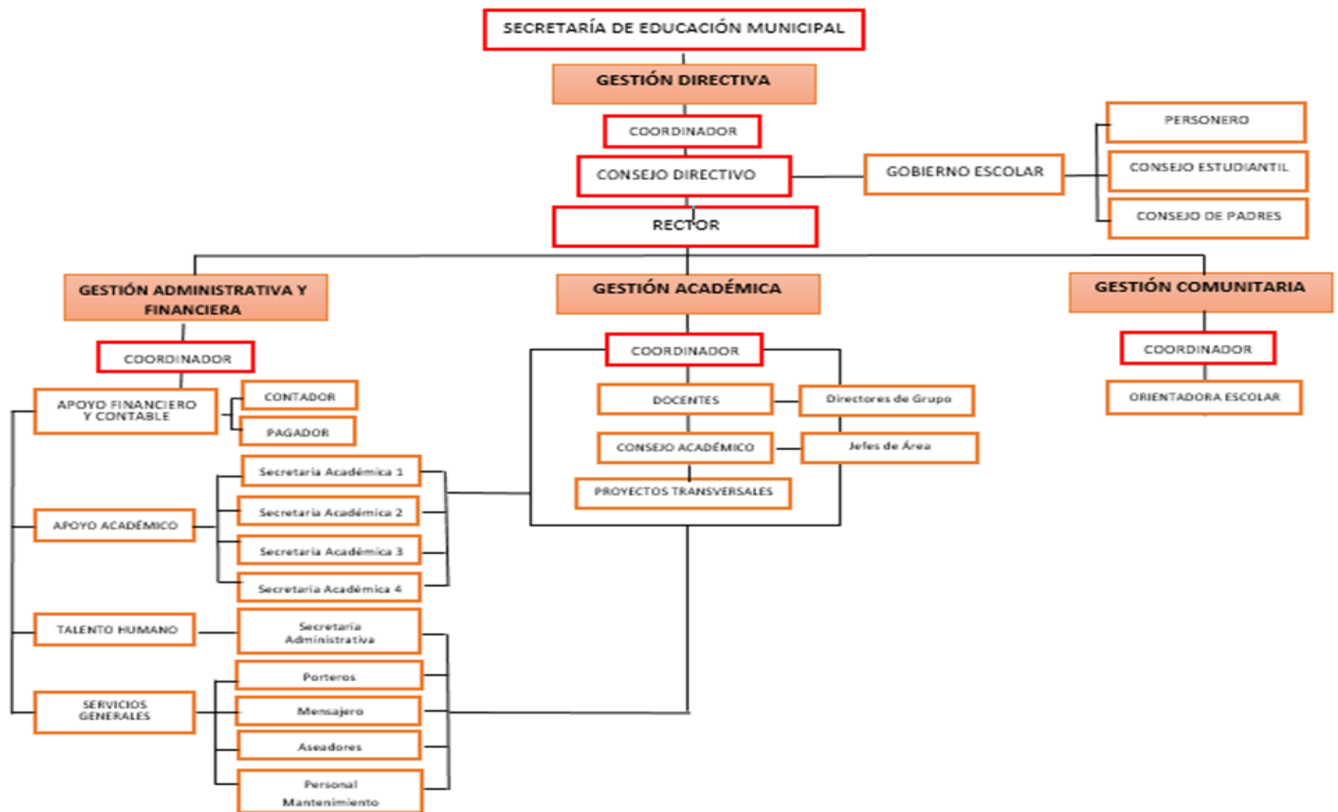 SECRETARÍA DE EDUCACIÓN MUNICIPAL
GESTIÓN DIRECTIVA
COORDINADOR
CONSEJO DIRECTIVO
GOBIERNO ESCOLAR
PERSONERO
CONSEJO ESTUDIANTIL
CONSEJO DE PADRES
RECTOR
GESTIÓN ADMINISTRATIVA Y
FINANCIERA
COORDINADOR
APOYO FINANCIERO
Y CONTABLE
CONTADOR
PAGADOR
APOYO ACADÉMICO
Secretaria Académica 1
Secretaria Académica 2
Secretaria Académica 3
Secretaría Académica 4
TALENTO HUMANO
Secretaría
Administrativa
SERVICIOS
GENERALES
Porteros
Mensajero
Aseadores
Personal
Mantenimiento
GESTIÓN ACADÉMICA
COORDINADOR
DOCENTES
Directores de Grupo
CONSEJO ACADÉMICO
Jefes de Área
PROYECTOS TRANSVERSALES
GESTIÓN COMUNITARIA
COORDINADOR
ORIENTADORA ESCOLAR